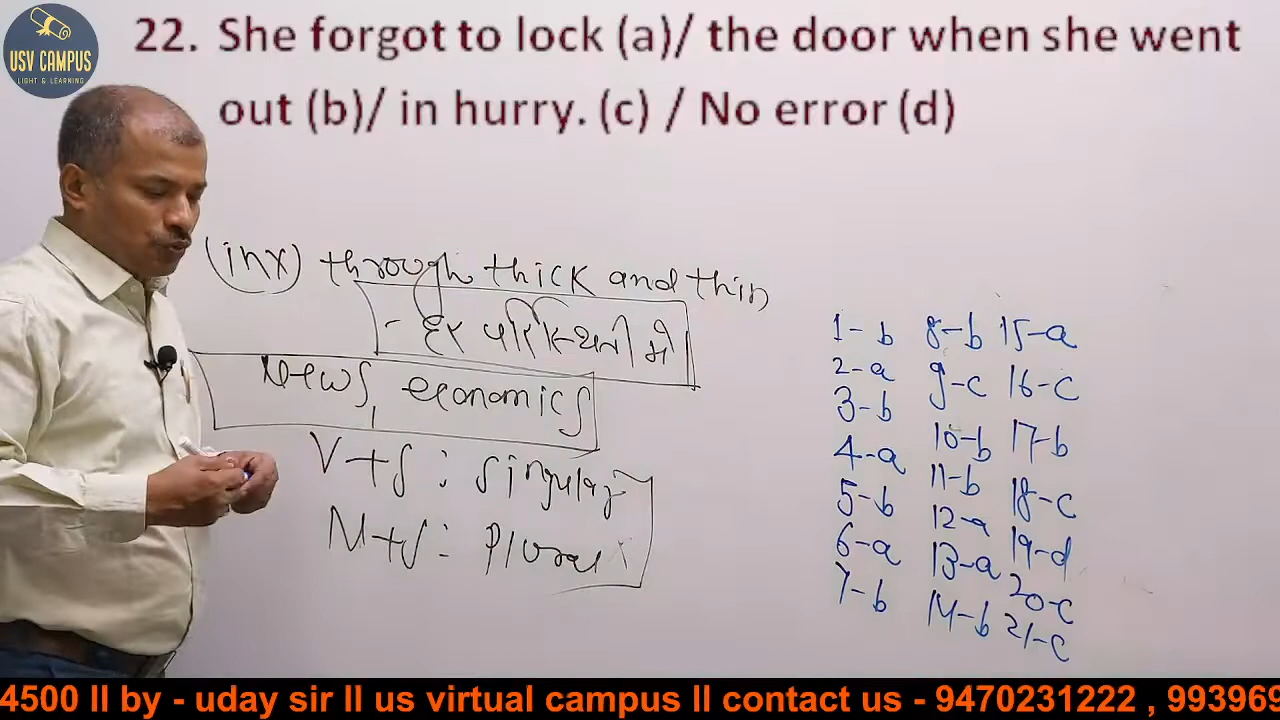 USV CAMPUS
LIGHT & LEARNING
22. She forgot to lock (a)/ the door when she went
out (b)/ in hurry. (c) / No error (d)
(inx) through thick and thin
- हर परिस्थिती मे
News, economics
V+s : singular
N+s : Plural
1-b
2-a
3-b
4-a
5-b
6-a
7-b
8-b
9-c
10-b
11-b
12-a
13-a
14-b
15-a
16-c
17-b
18-c
19-d
20-c
21-c
4500 ll by - uday sir ll us virtual campus ll contact us - 9470231222 , 993969